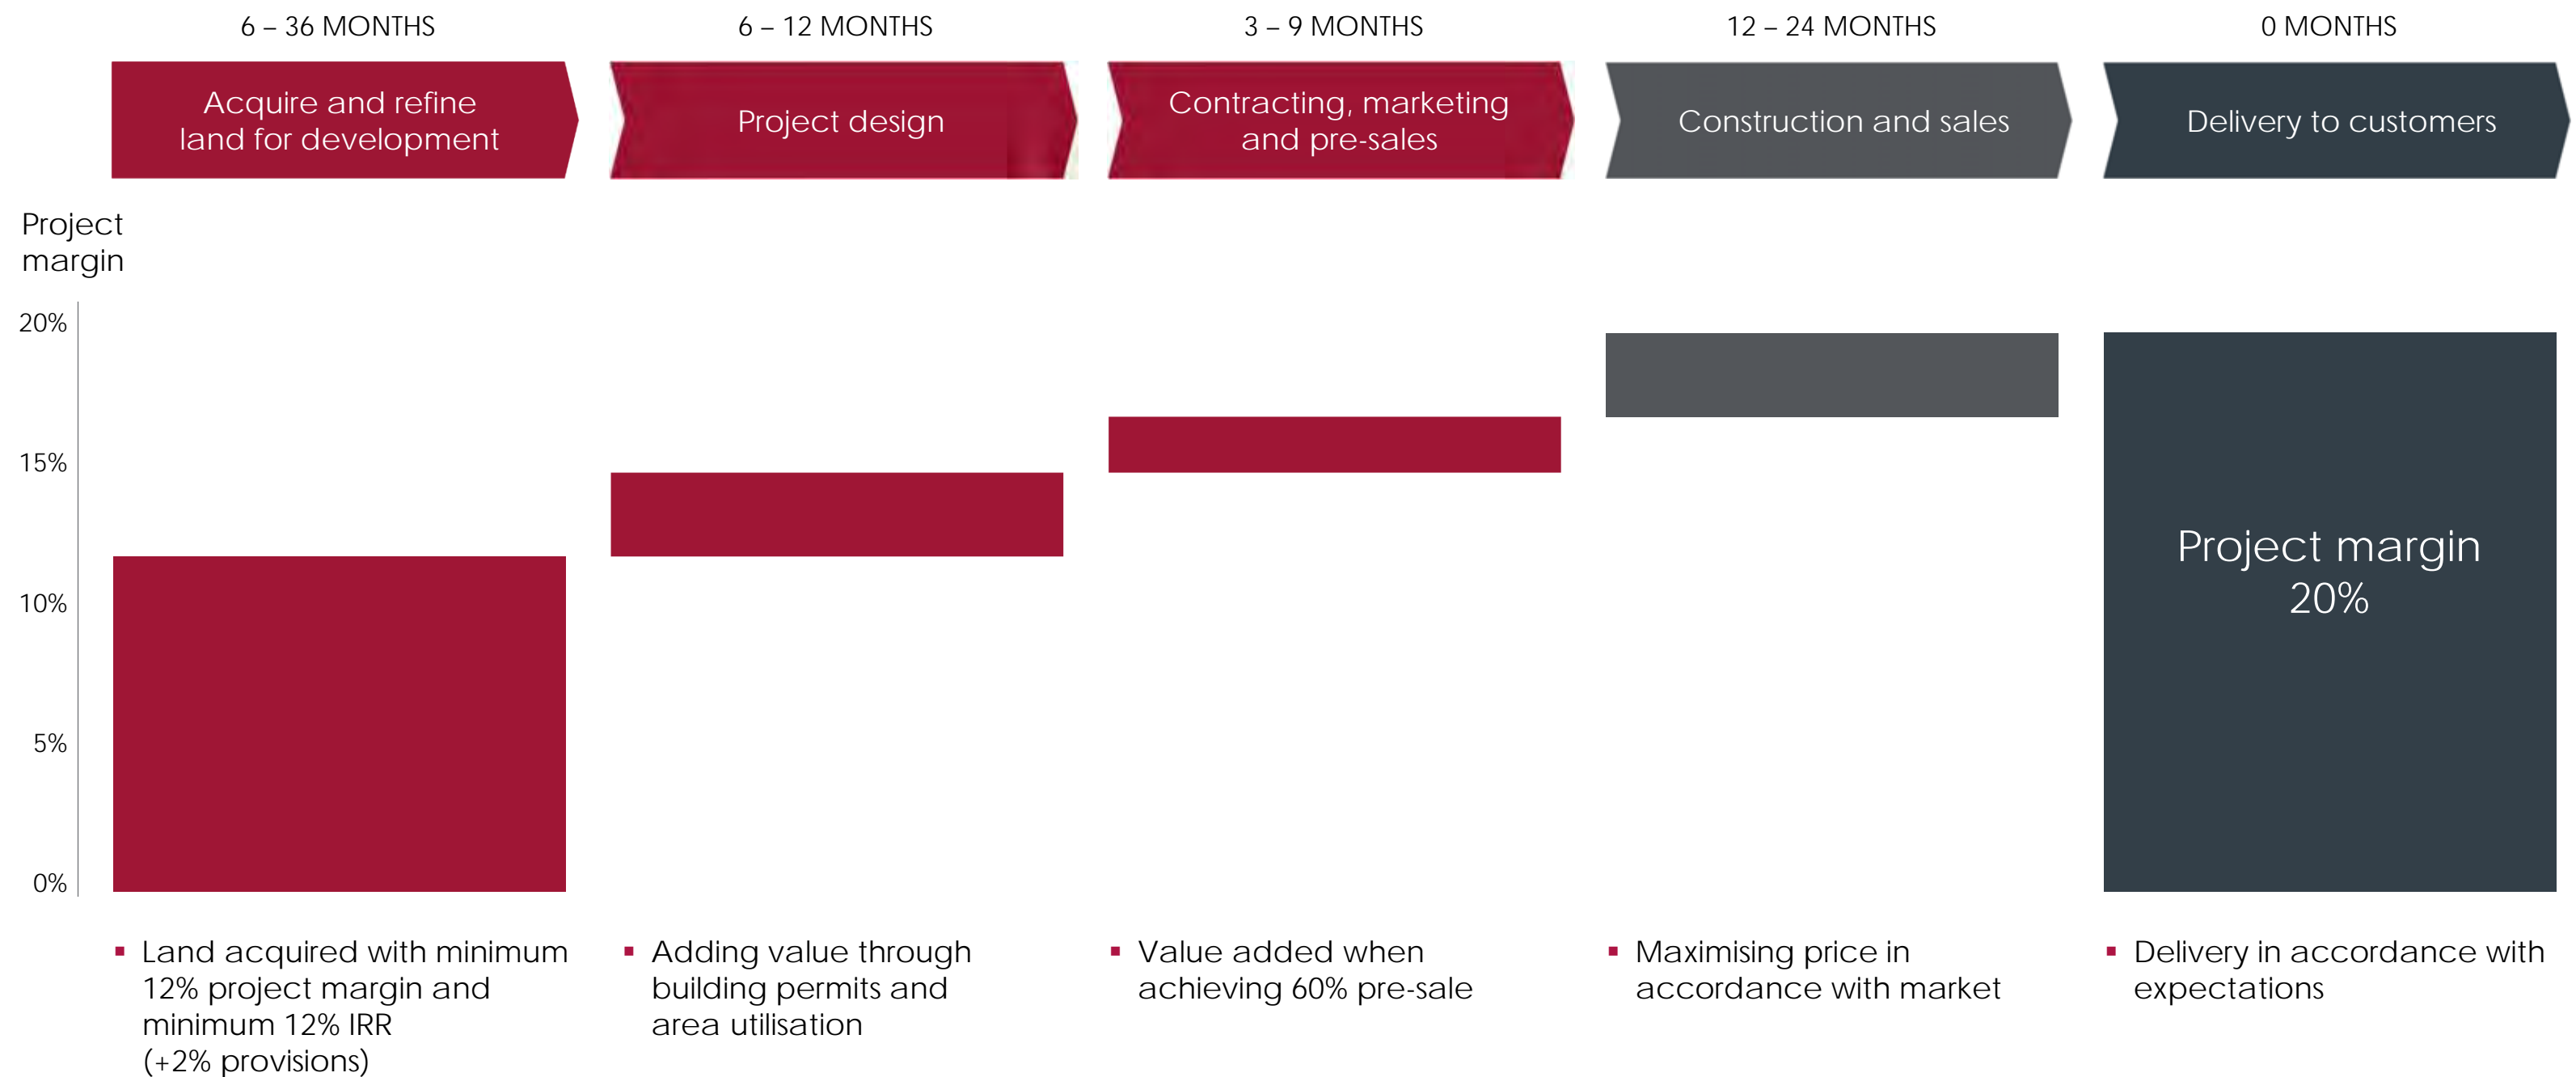 6 – 36 MONTHS
6 – 12 MONTHS
3 – 9 MONTHS
12 – 24 MONTHS
0 MONTHS
Acquire and refine
land for development
Project design
Contracting, marketing
and pre-sales
Construction and sales
Delivery to customers
Project
margin
20%
15%
10%
5%
0%
Project margin
20%
▪ Land acquired with minimum
12% project margin and
minimum 12% IRR
(+2% provisions)
▪ Adding value through
building permits and
area utilisation
▪ Value added when
achieving 60% pre-sale
▪ Maximising price in
accordance with market
▪ Delivery in accordance with
expectations